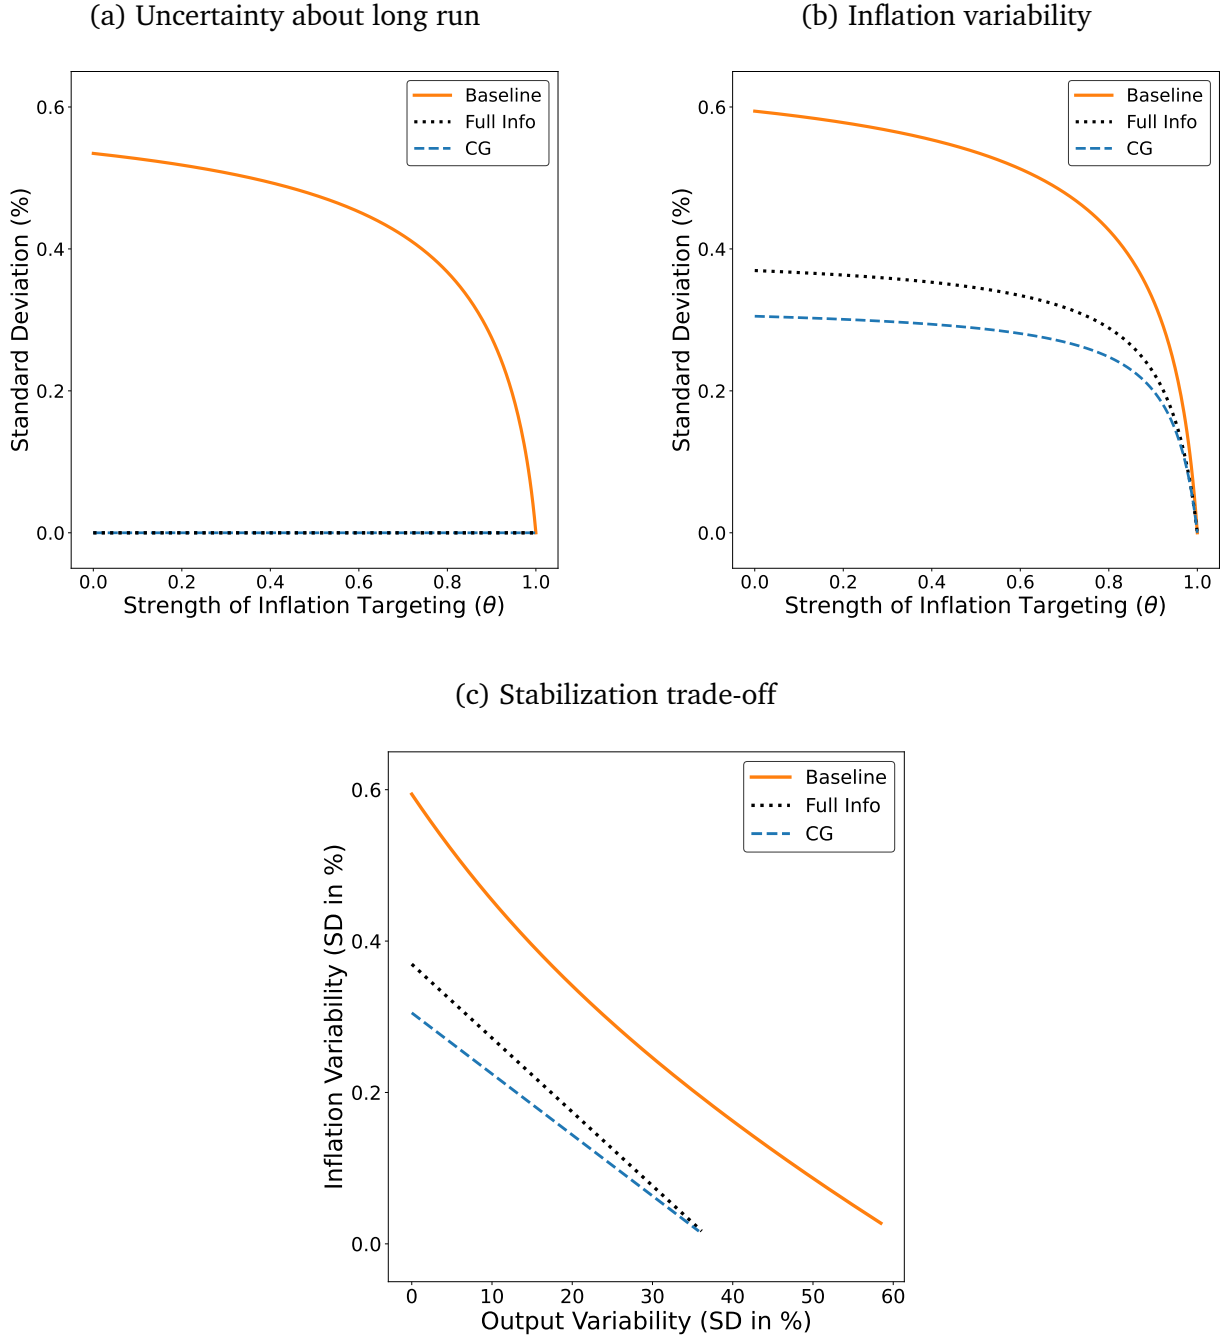 (a) Uncertainty about long run
0.6
0.4
0.2
0.0
Standard Deviation (%)
Baseline
Full Info
CG
0.0 0.2 0.4 0.6 0.8 1.0
Strength of Inflation Targeting (θ)
(b) Inflation variability
0.6
0.4
0.2
0.0
Standard Deviation (%)
Baseline
Full Info
CG
0.0 0.2 0.4 0.6 0.8 1.0
Strength of Inflation Targeting (θ)
(c) Stabilization trade-off
0.6
0.4
0.2
0.0
Inflation Variability (SD in %)
Baseline
Full Info
CG
0 10 20 30 40 50 60
Output Variability (SD in %)